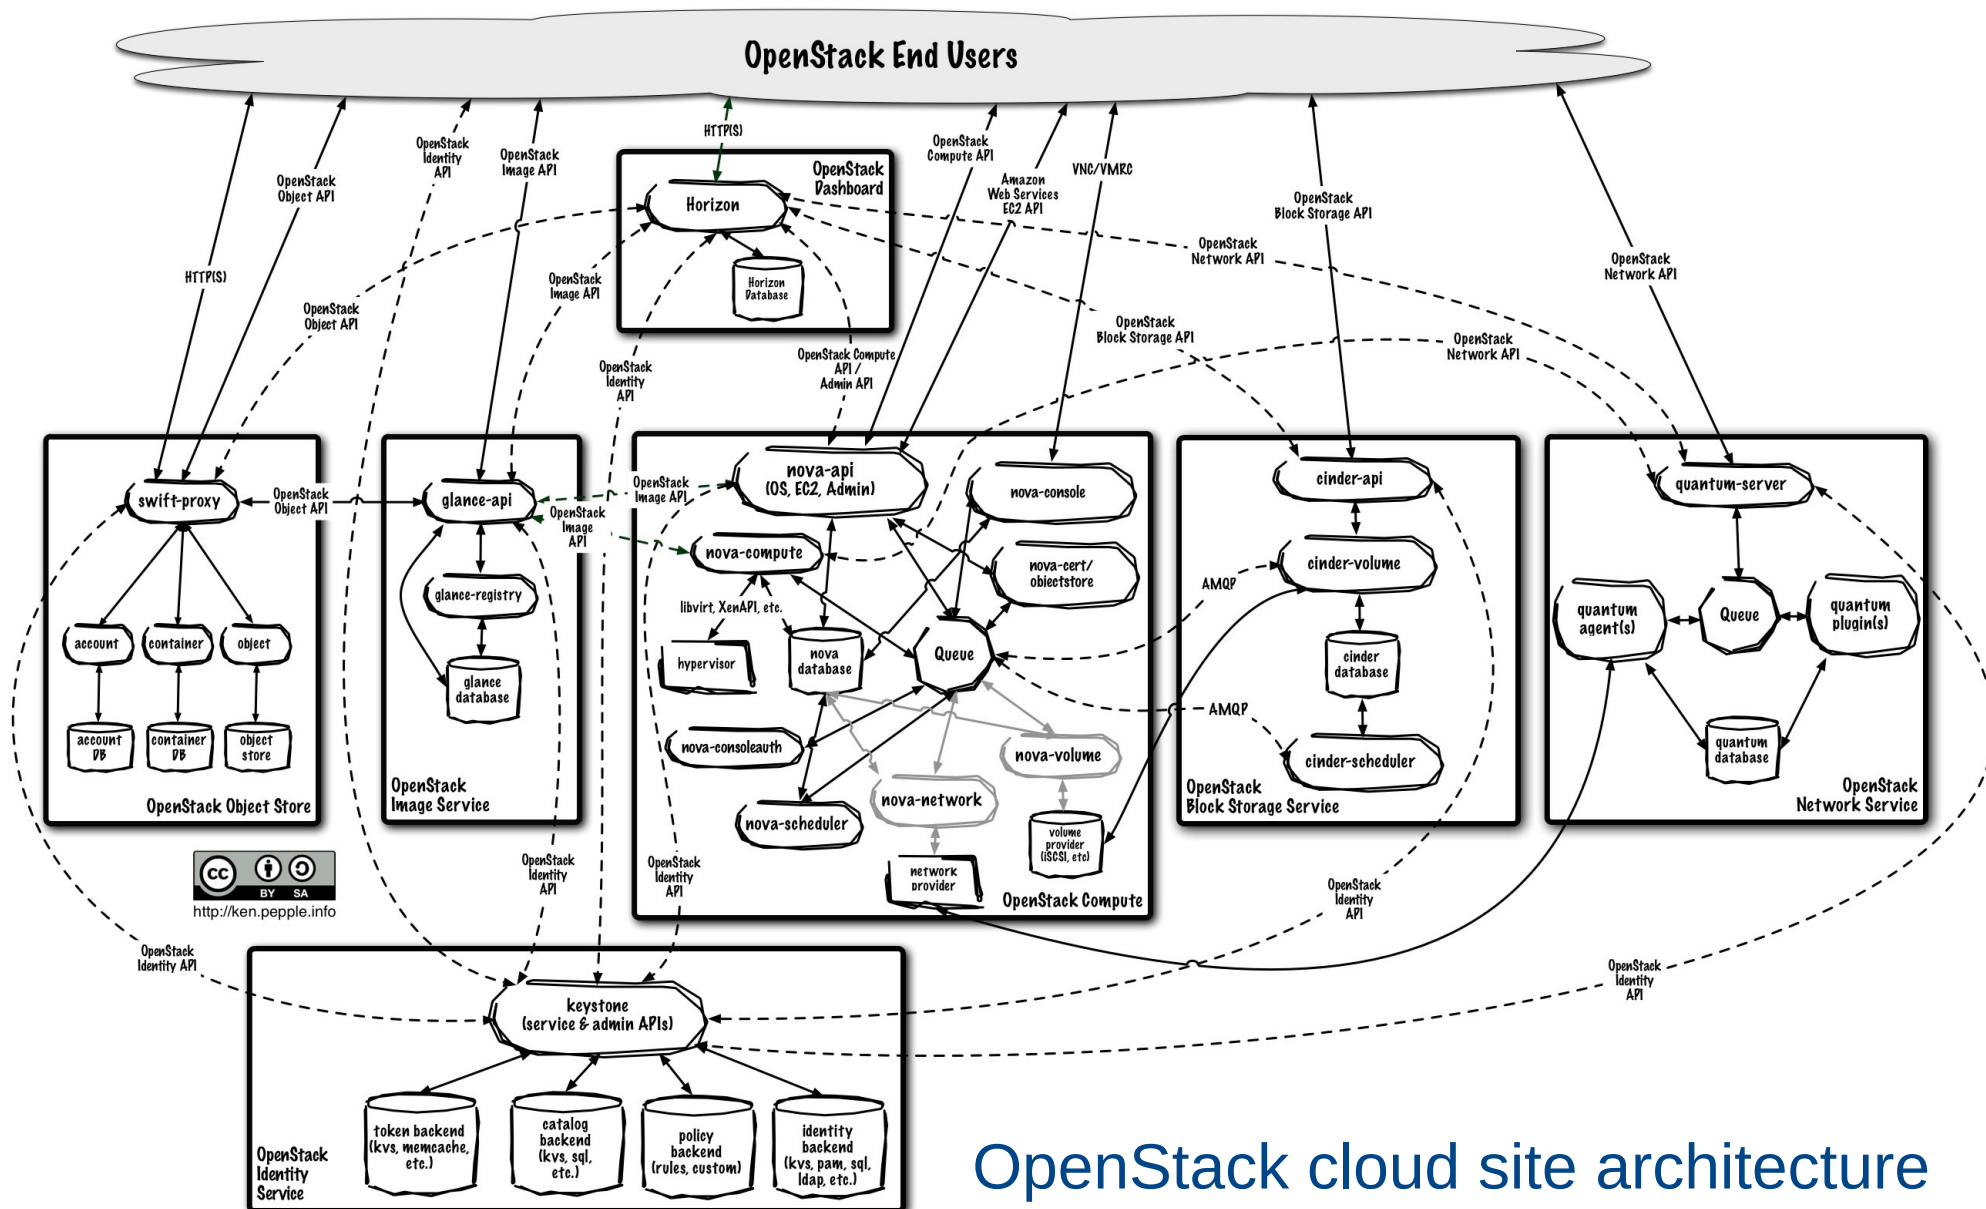 OpenStack End Users
HTTP(S)
OpenStack
Object API
OpenStack
Identity
API
OpenStack
Image API
HTTP(S)
OpenStack
Compute API
Amazon
Web Services
EC2 API
VNC/VMRC
OpenStack
Block Storage API
OpenStack
Network API
OpenStack
Dashboard
Horizon
Horizon
Database
OpenStack
Object API
OpenStack
Image API
OpenStack
Identity
API
OpenStack Compute
API /
Admin API
OpenStack
Block Storage API
OpenStack
Network API
OpenStack
Network API
swift-proxy
account
container
object
account
DB
container
DB
object
store
OpenStack Object Store
OpenStack
Object API
glance-api
glance-registry
glance
database
OpenStack
Image Service
OpenStack
Image API
OpenStack
Image
API
nova-api
(OS, EC2, Admin)
nova-console
nova-compute
nova-cert/
objectstore
libvirt, XenAPI, etc.
hypervisor
nova
database
Queue
nova-consoleauth
nova-volume
nova-network
nova-scheduler
volume
provider
(iSCSI, etc)
network
provider
OpenStack Compute
AMQP
AMQP
cinder-api
cinder-volume
cinder
database
cinder-scheduler
OpenStack
Block Storage Service
quantum-server
quantum
agent(s)
Queue
quantum
plugin(s)
quantum
database
OpenStack
Network Service
cc
BY SA
http://ken.pepple.info
OpenStack
Identity API
OpenStack
Identity
API
OpenStack
Identity
API
OpenStack
Identity
API
OpenStack
Identity
API
keystone
(service & admin APIs)
token backend
(kvs, memcache,
etc.)
catalog
backend
(kvs, sql,
etc.)
policy
backend
(rules, custom)
identity
backend
(kvs, pam, sql,
ldap, etc.)
OpenStack
Identity
Service
OpenStack cloud site architecture